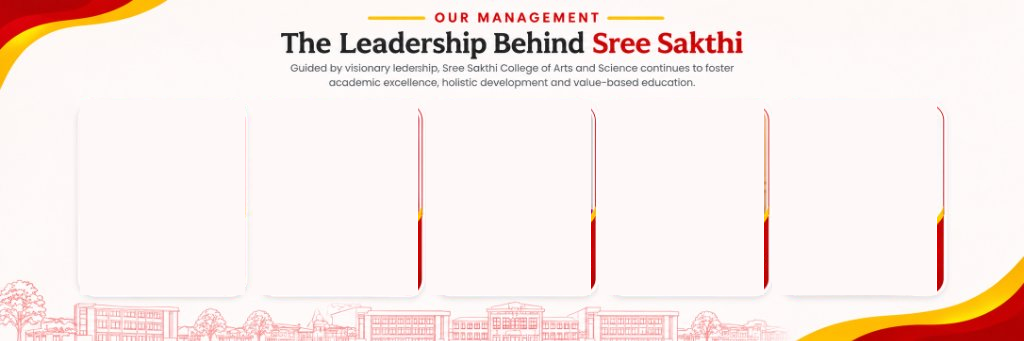 OUR MANAGEMENT
The Leadership Behind Sree Sakthi
Guided by visionary ledership, Sree Sakthi College of Arts and Science continues to foster
academic excellence, holistic development and value-based education.